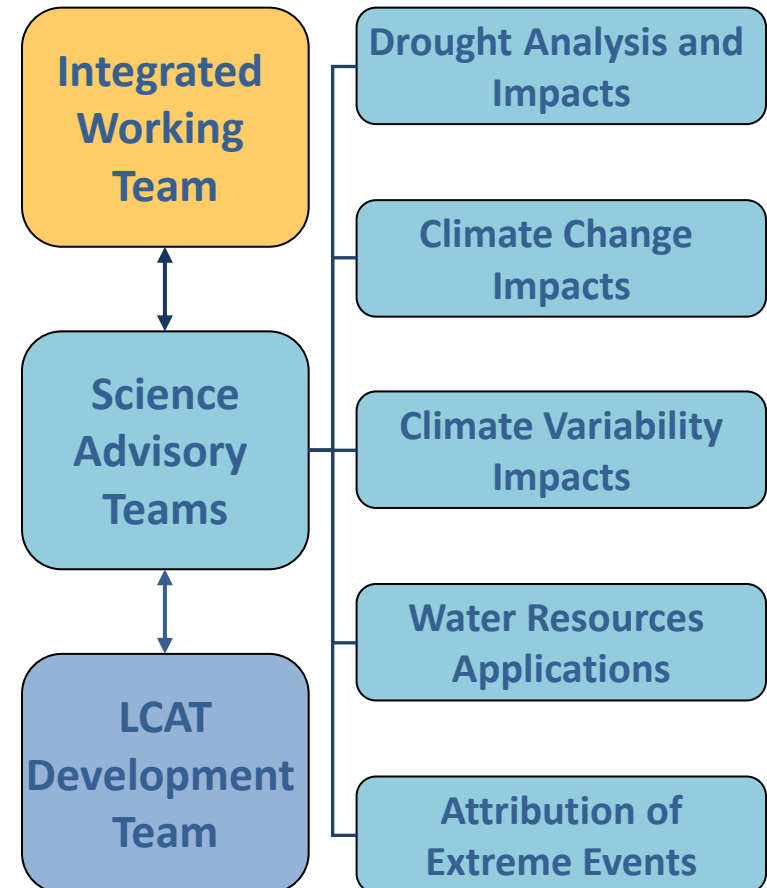 Integrated
Working
Team
Science
Advisory
Teams
LCAT
Development
Team
Drought Analysis and
Impacts
Climate Change
Impacts
Climate Variability
Impacts
Water Resources
Applications
Attribution of
Extreme Events